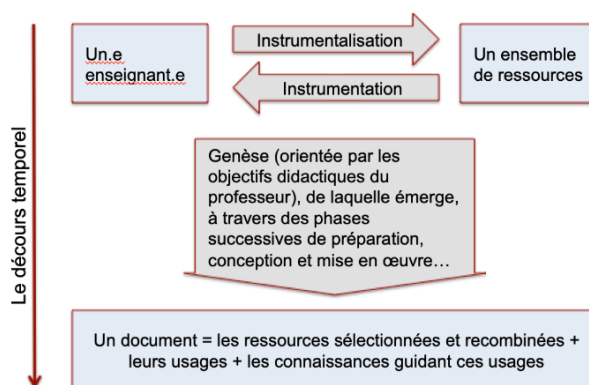 Instrumentalisation
Un.e
enseignant.e
Un ensemble
de ressources
Instrumentation
Le décours temporel
Genèse (orientée par les
objectifs didactiques du
professeur), de laquelle émerge,
à travers des phases
successives de préparation,
conception et mise en œuvre…
Un document = les ressources sélectionnées et recombinées +
leurs usages + les connaissances guidant ces usages